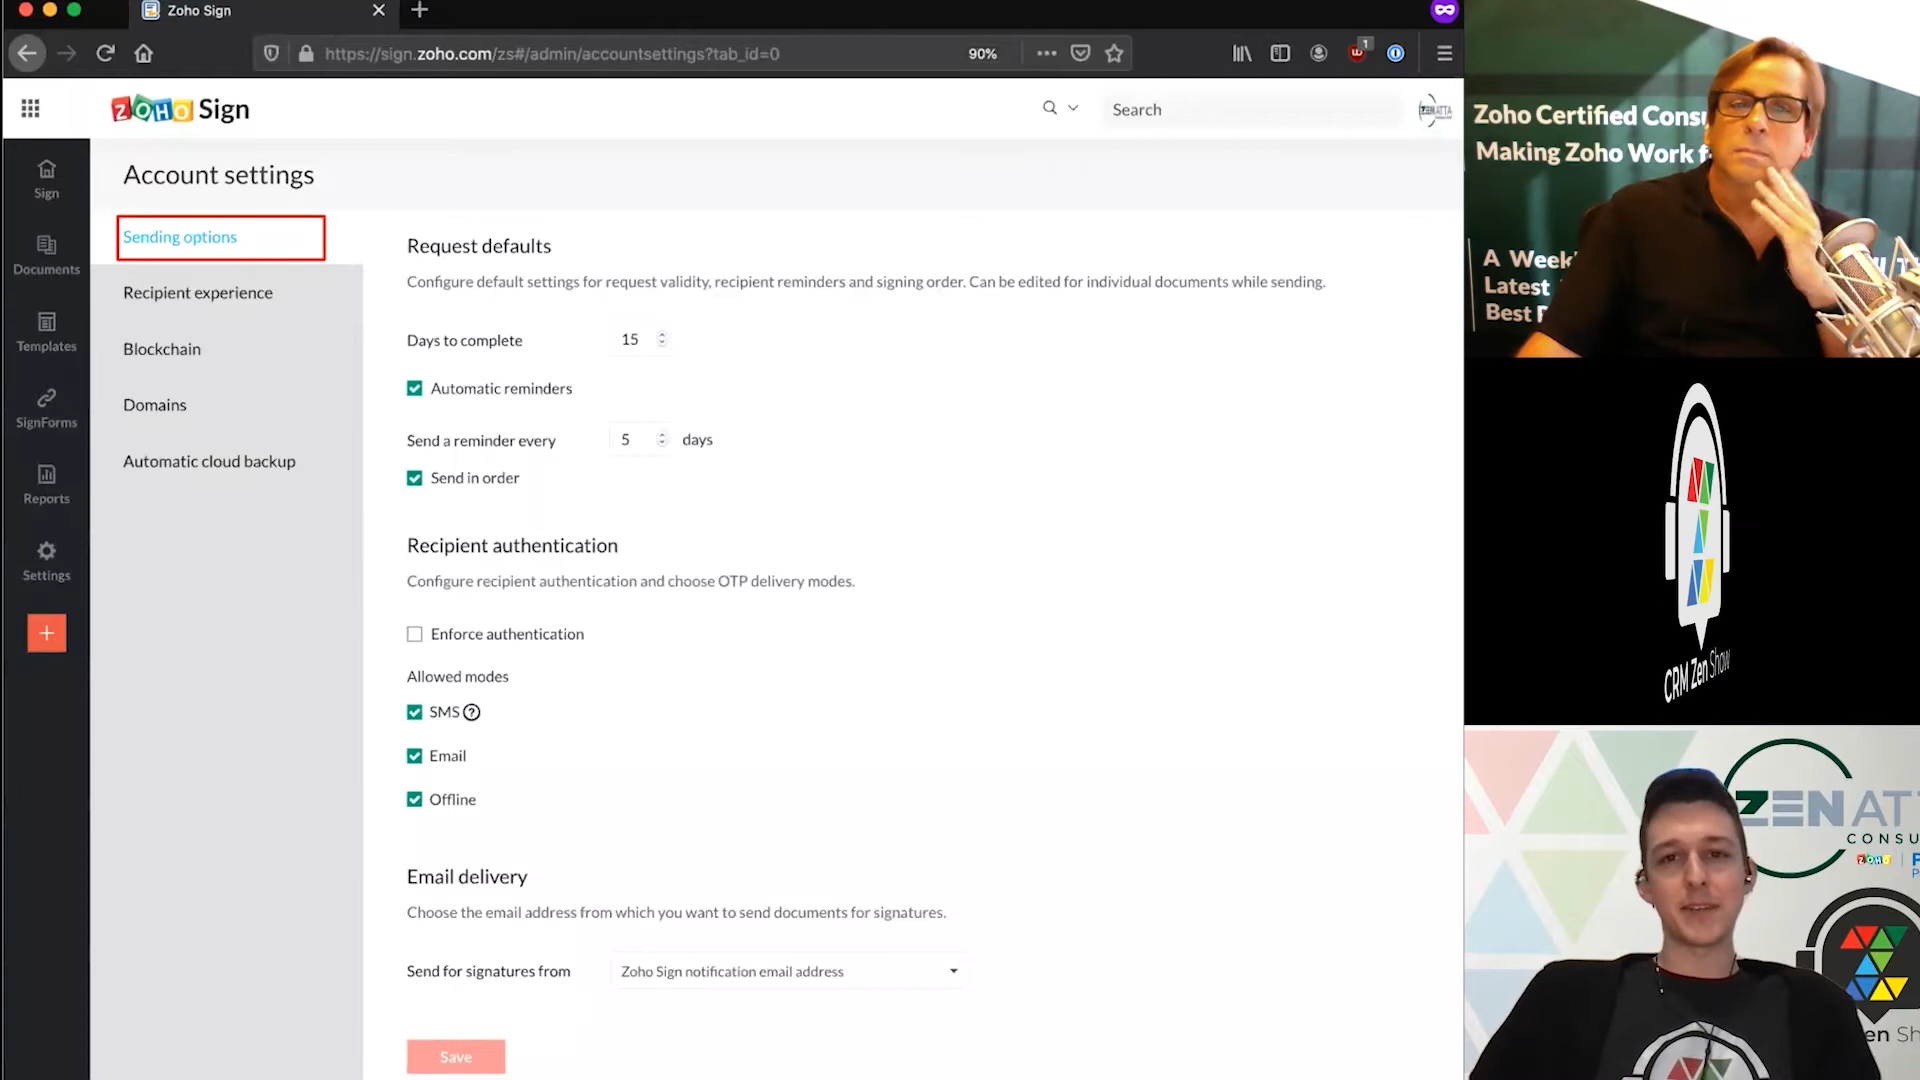 Zoho Sign
https://sign.zoho.com/zs#/admin/accountsettings?tab_id=0
90%
1
ZOHO Sign
Search
ZENATTA
Account settings
Sign
Documents
Templates
SignForms
Reports
Settings
Sending options
Recipient experience
Blockchain
Domains
Automatic cloud backup
Request defaults
Configure default settings for request validity, recipient reminders and signing order. Can be edited for individual documents while sending.
Days to complete
15
Automatic reminders
Send a reminder every
5
days
Send in order
Recipient authentication
Configure recipient authentication and choose OTP delivery modes.
Enforce authentication
Allowed modes
SMS
Email
Offline
Email delivery
Choose the email address from which you want to send documents for signatures.
Send for signatures from
Zoho Sign notification email address
Save
Zoho Certified
Making Zoho Work
A
Latest
Best
CRM Zen Show
ZENATT
ZOHO